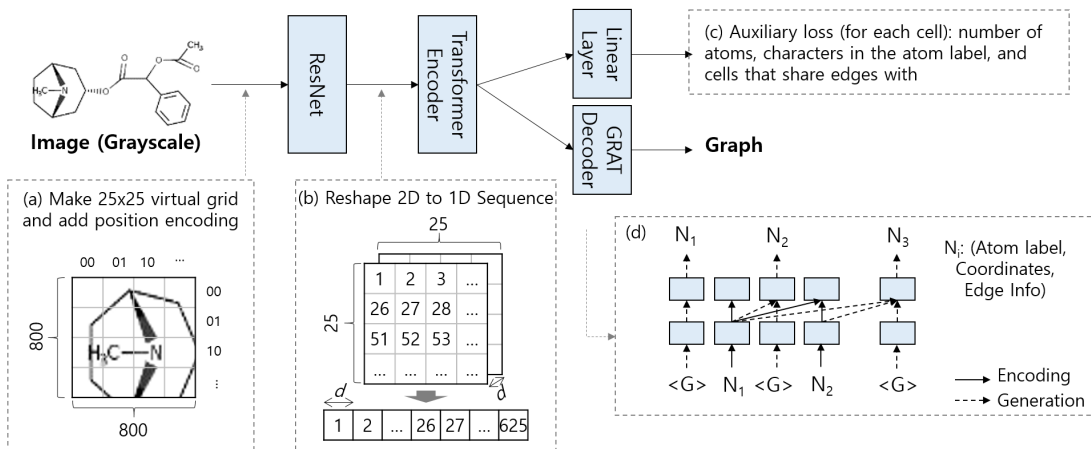 CH₃
O
O
O
O
H₃C
N
Image (Grayscale)
ResNet
Transformer
Encoder
Linear
Layer
GRAT
Decoder
(c) Auxiliary loss (for each cell): number of
atoms, characters in the atom label, and
cells that share edges with
Graph
(a) Make 25x25 virtual grid
and add position encoding
00 01 10 ...
00
01
10
...
800
800
H₃C N
(b) Reshape 2D to 1D Sequence
25
25
1 2 3 ...
26 27 28 ...
51 52 53 ...
... ... ... ...
d
d
1 2 ... 26 27 ... 625
(d)
N₁ N₂ N₃
Nᵢ: (Atom label,
Coordinates,
Edge Info)
<G> N₁ <G> N₂ <G>
Encoding
Generation